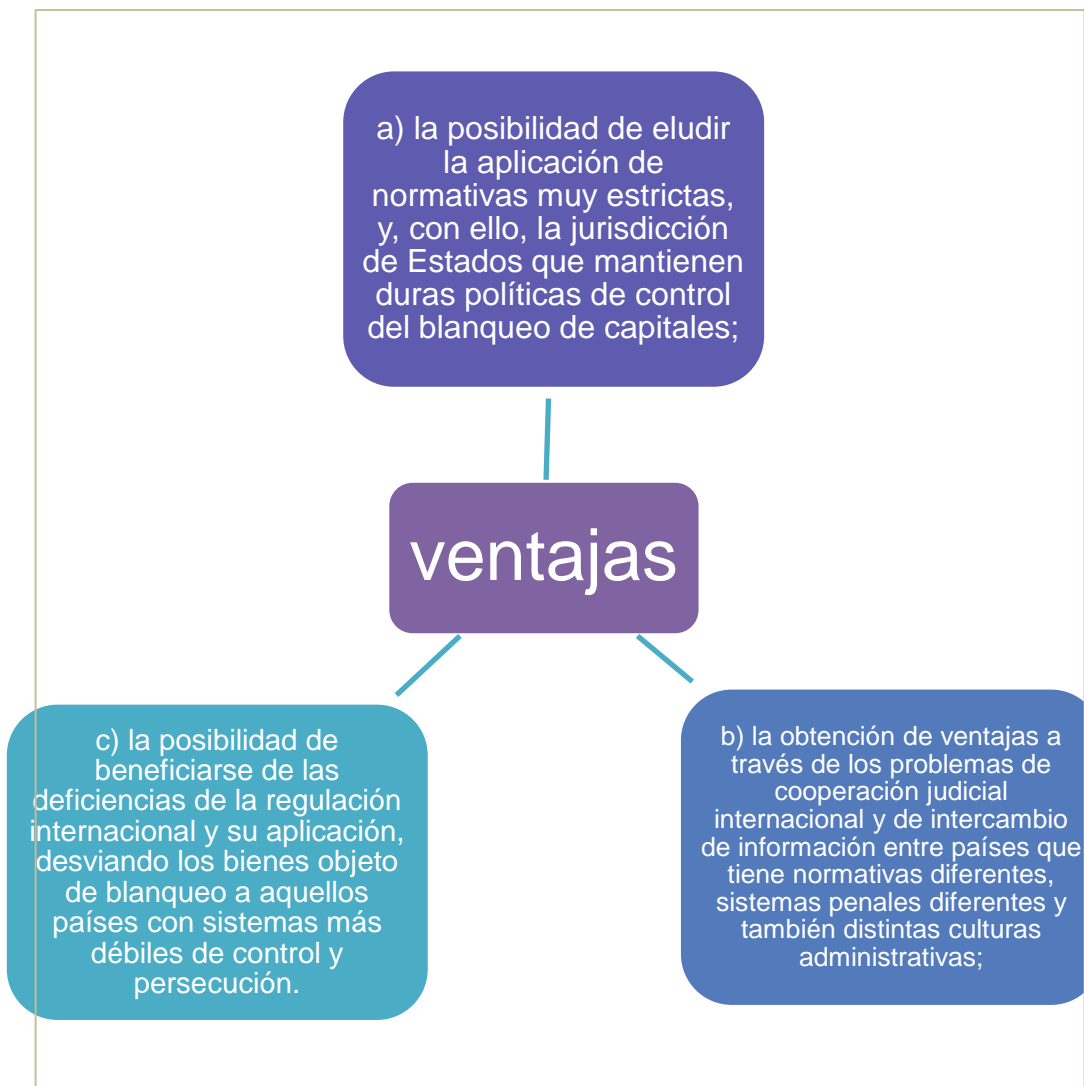 a) la posibilidad de eludir
la aplicación de
normativas muy estrictas,
y, con ello, la jurisdicción
de Estados que mantienen
duras políticas de control
del blanqueo de capitales;
ventajas
b) la obtención de ventajas a
través de los problemas de
cooperación judicial
internacional y de intercambio
de información entre países que
tiene normativas diferentes,
sistemas penales diferentes y
también distintas culturas
administrativas;
c) la posibilidad de
beneficiarse de las
deficiencias de la regulación
internacional y su aplicación,
desviando los bienes objeto
de blanqueo a aquellos
países con sistemas más
débiles de control y
persecución.